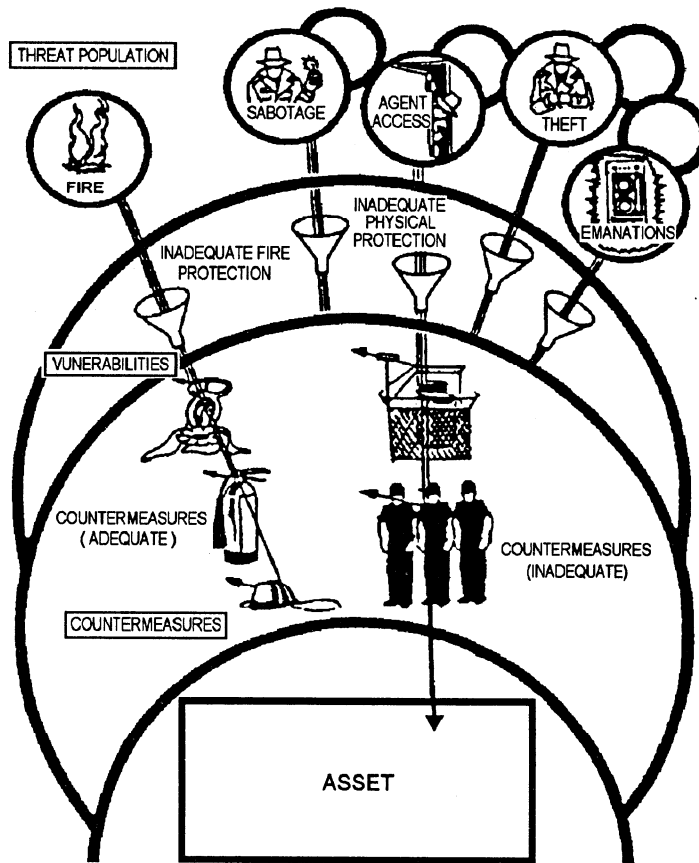 THREAT POPULATION
SABOTAGE
AGENT
ACCESS
THEFT
FIRE
EMANATIONS
INADEQUATE FIRE
PROTECTION
INADEQUATE
PHYSICAL
PROTECTION
VUNERABILITIES
COUNTERMEASURES
( ADEQUATE )
COUNTERMEASURES
(INADEQUATE)
COUNTERMEASURES
ASSET